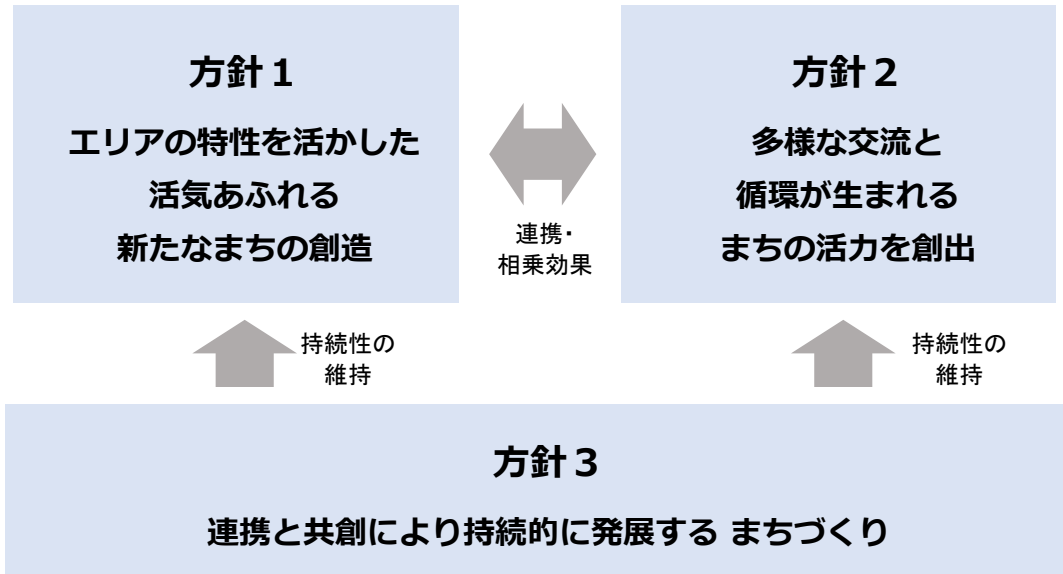 方針１
エリアの特性を活かした
活気あふれる
新たなまちの創造
連携・
相乗効果
方針２
多様な交流と
循環が生まれる
まちの活力を創出
持続性の
維持
持続性の
維持
方針３
連携と共創により持続的に発展する まちづくり